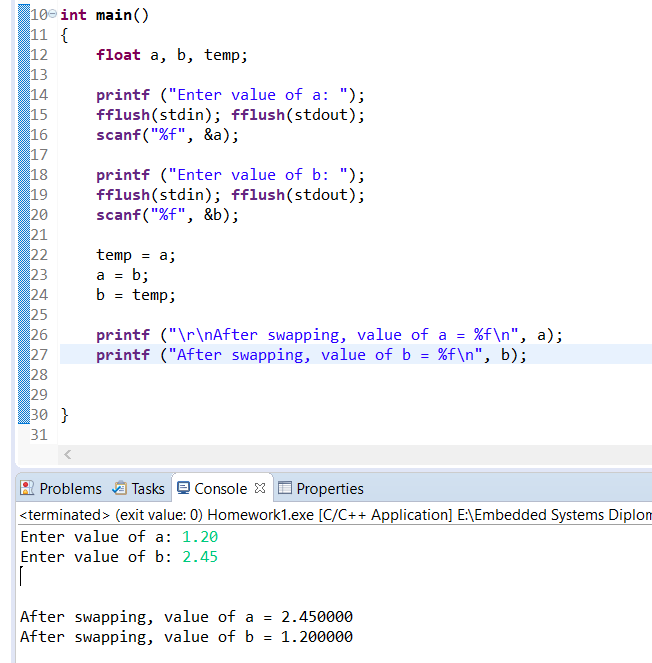 10 int main()
11 {
12 float a, b, temp;
13
14 printf ("Enter value of a: ");
15 fflush(stdin); fflush(stdout);
16 scanf("%f", &a);
17
18 printf ("Enter value of b: ");
19 fflush(stdin); fflush(stdout);
20 scanf("%f", &b);
21
22 temp = a;
23 a = b;
24 b = temp;
25
26 printf ("\r\nAfter swapping, value of a = %f\n", a);
27 printf ("After swapping, value of b = %f\n", b);
28
29
30 }
31
Problems Tasks Console Properties
<terminated> (exit value: 0) Homework1.exe [C/C++ Application] E:\Embedded Systems Diplom
Enter value of a: 1.20
Enter value of b: 2.45
After swapping, value of a = 2.450000
After swapping, value of b = 1.200000